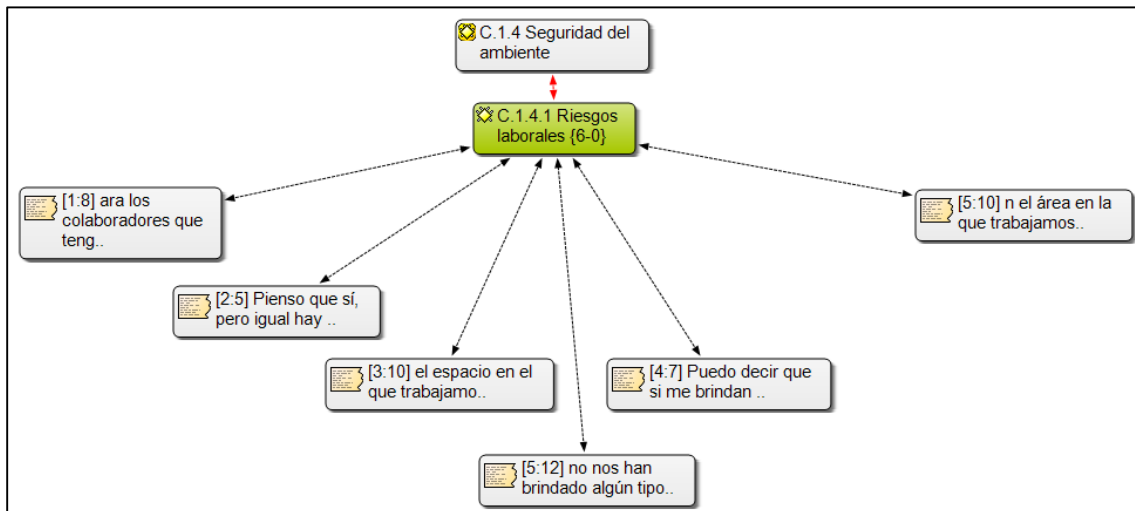 C.1.4 Seguridad del
ambiente
C.1.4.1 Riesgos
laborales {6-0}
[1:8] ara los
colaboradores que
teng..
[5:10] n el área en la
que trabajamos..
[2:5] Pienso que sí,
pero igual hay ..
[3:10] el espacio en el
que trabajamo..
[4:7] Puedo decir que
si me brindan ..
[5:12] no nos han
brindado algún tipo..